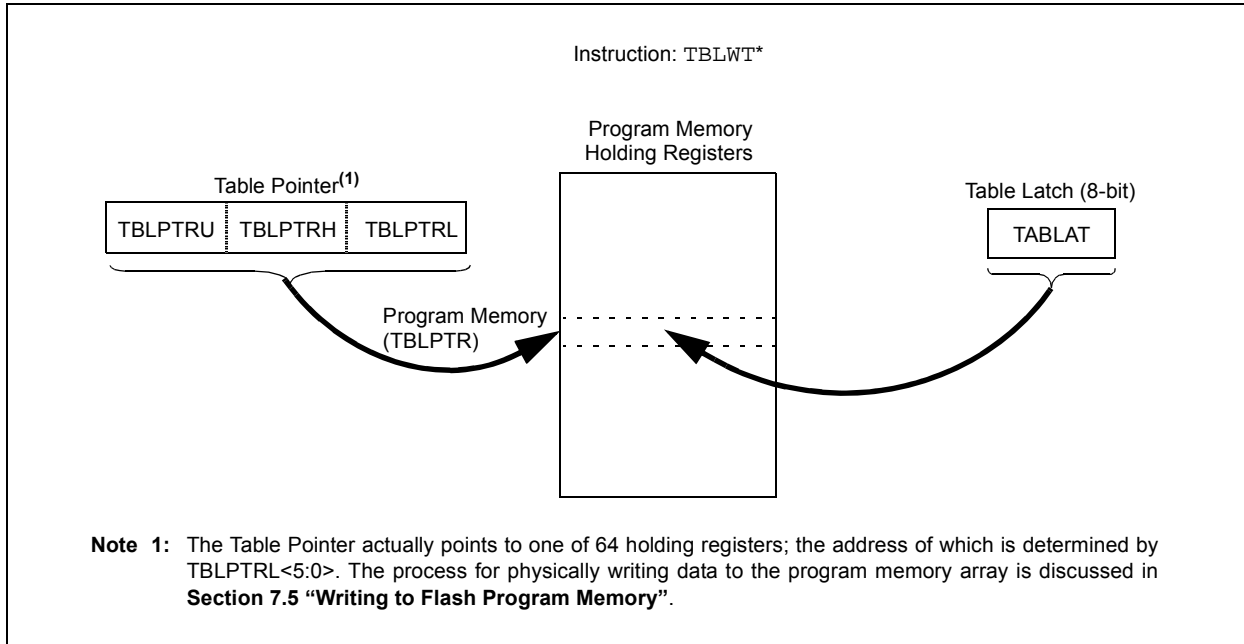 Instruction: TBLWT*
Program Memory
Holding Registers
Table Pointer(1)
Table Latch (8-bit)
TBLPTRU TBLPTRH TBLPTRL
TABLAT
Program Memory
(TBLPTR)
Note 1: The Table Pointer actually points to one of 64 holding registers; the address of which is determined by
TBLPTRL<5:0>. The process for physically writing data to the program memory array is discussed in
Section 7.5 “Writing to Flash Program Memory”.